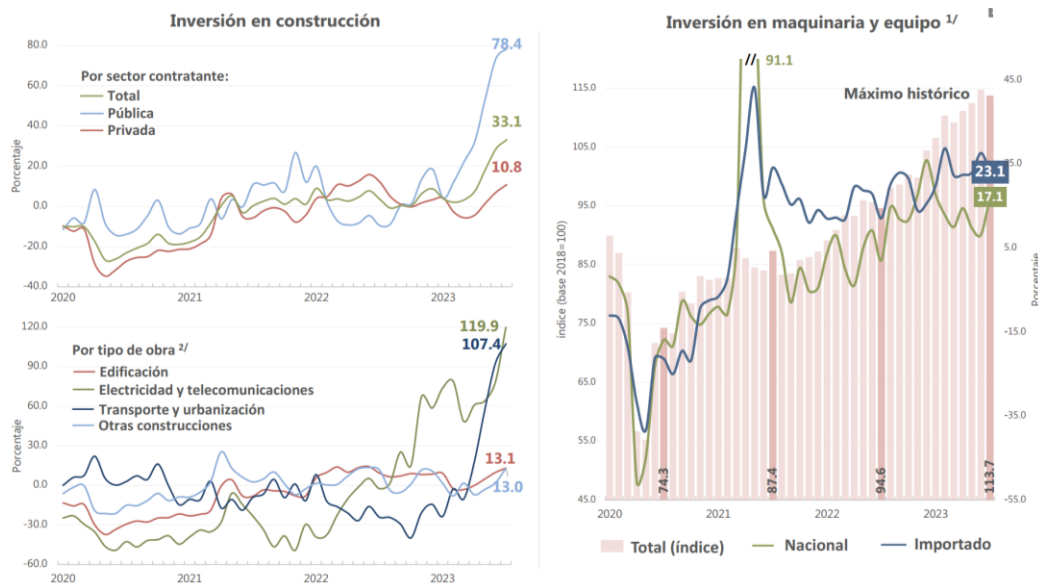 Inversión en construcción
80.0
60.0
40.0
20.0
0.0
-20.0
-40.0
Porcentaje
Por sector contratante:
Total
Pública
Privada
78.4
33.1
10.8
2020
2021
2022
2023
120.0
90.0
60.0
30.0
0.0
-30.0
-60.0
Porcentaje
Por tipo de obra 2/
Edificación
Electricidad y telecomunicaciones
Transporte y urbanización
Otras construcciones
119.9
107.4
13.1
13.0
2020
2021
2022
2023
Inversión en maquinaria y equipo 1/
// 91.1
Máximo histórico
115.0
105.0
95.0
85.0
75.0
65.0
55.0
45.0
índice (base 2018=100)
45.0
25.0
5.0
-15.0
-35.0
-55.0
Porcentaje
23.1
17.1
74.3
87.4
94.6
113.7
2020
2021
2022
2023
Total (índice)
Nacional
Importado